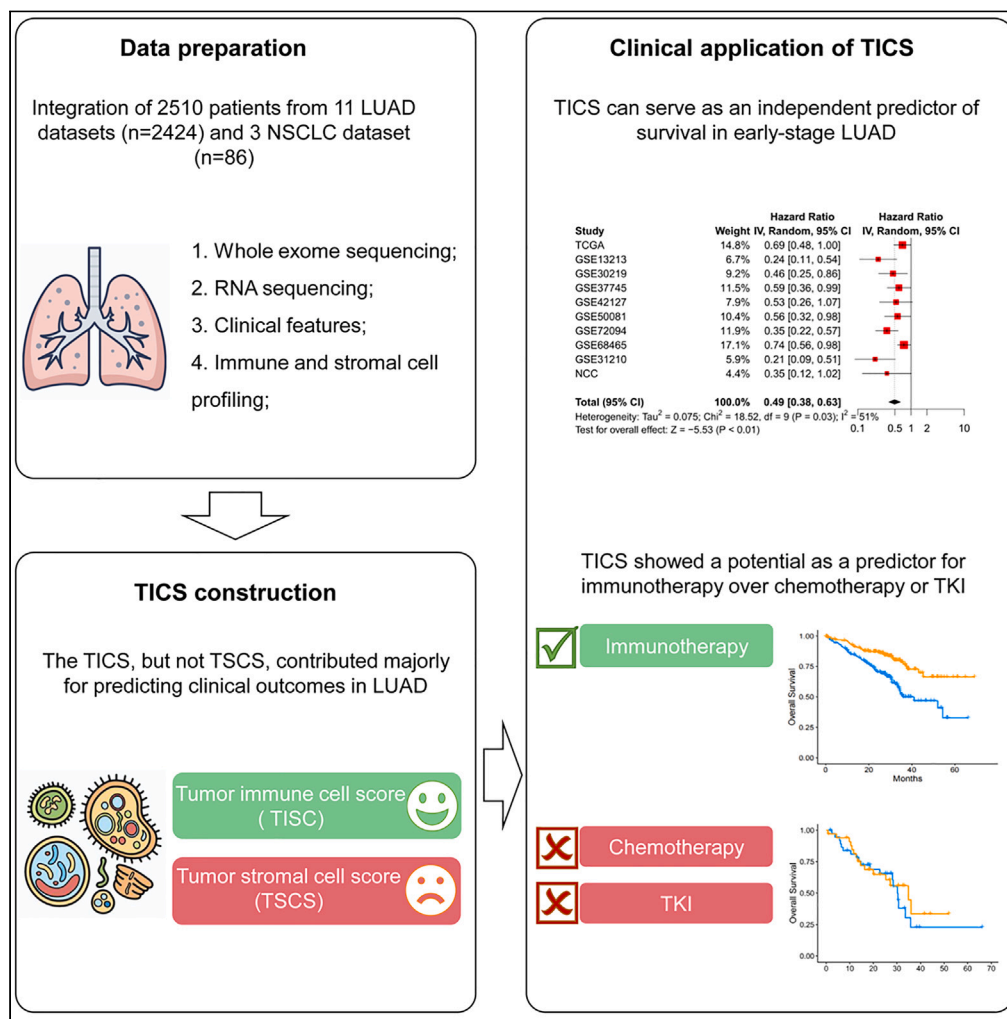 Data preparation
Integration of 2510 patients from 11 LUAD
datasets (n=2424) and 3 NSCLC dataset
(n=86)
1. Whole exome sequencing;
2. RNA sequencing;
3. Clinical features;
4. Immune and stromal cell
profiling;
TICS construction
The TICS, but not TSCS, contributed majorly
for predicting clinical outcomes in LUAD
Tumor immune cell score
( TISC)
Tumor stromal cell score
(TSCS)
Clinical application of TICS
TICS can serve as an independent predictor of
survival in early-stage LUAD
Hazard Ratio Hazard Ratio
Study Weight IV, Random, 95% CI IV, Random, 95% CI
TCGA 14.8% 0.69 [0.48, 1.00]
GSE13213 6.7% 0.24 [0.11, 0.54]
GSE30219 9.2% 0.46 [0.25, 0.86]
GSE37745 11.5% 0.59 [0.36, 0.99]
GSE42127 7.9% 0.53 [0.26, 1.07]
GSE50081 10.4% 0.56 [0.32, 0.98]
GSE72094 11.9% 0.35 [0.22, 0.57]
GSE68465 17.1% 0.74 [0.56, 0.98]
GSE31210 5.9% 0.21 [0.09, 0.51]
NCC 4.4% 0.35 [0.12, 1.02]
Total (95% CI) 100.0% 0.49 [0.38, 0.63]
Heterogeneity: Tau² = 0.075; Chi² = 18.52, df = 9 (P = 0.03); I² = 51%
Test for overall effect: Z = −5.53 (P < 0.01)
0.1 0.5 1 2 10
TICS showed a potential as a predictor for
immunotherapy over chemotherapy or TKI
Immunotherapy
Overall Survival
1.00
0.75
0.50
0.25
0.00
0 20 40 60
Months
Chemotherapy
TKI
Overall Survival
1.00
0.75
0.50
0.25
0.00
0 10 20 30 40 50 60 70